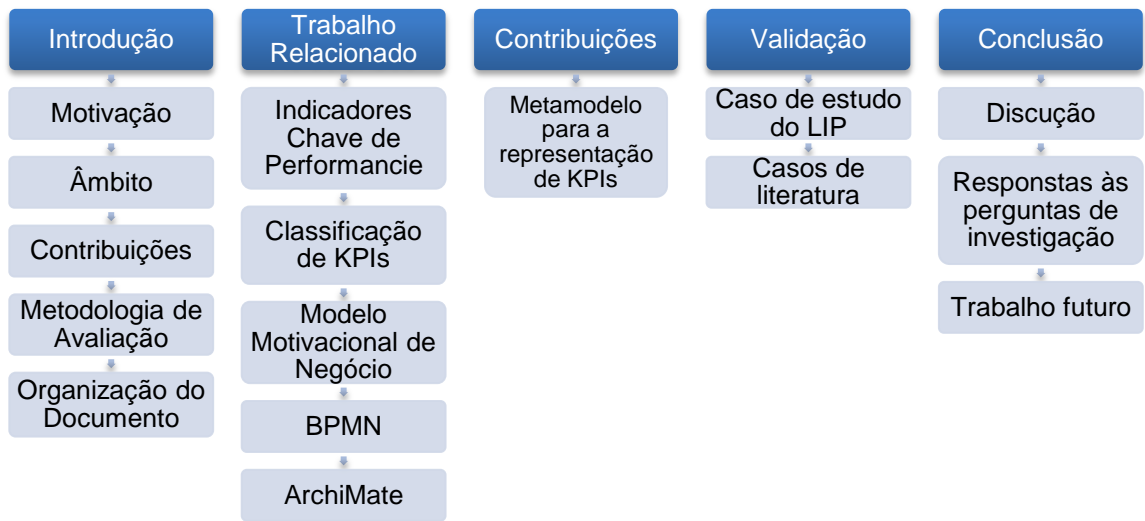 Introdução
Motivação
Âmbito
Contribuições
Metodologia de
Avaliação
Organização do
Documento
Trabalho
Relacionado
Indicadores
Chave de
Performancie
Classificação
de KPIs
Modelo
Motivacional de
Negócio
BPMN
ArchiMate
Contribuições
Metamodelo
para a
representação
de KPIs
Validação
Caso de estudo
do LIP
Casos de
literatura
Conclusão
Discução
Responstas às
perguntas de
investigação
Trabalho futuro